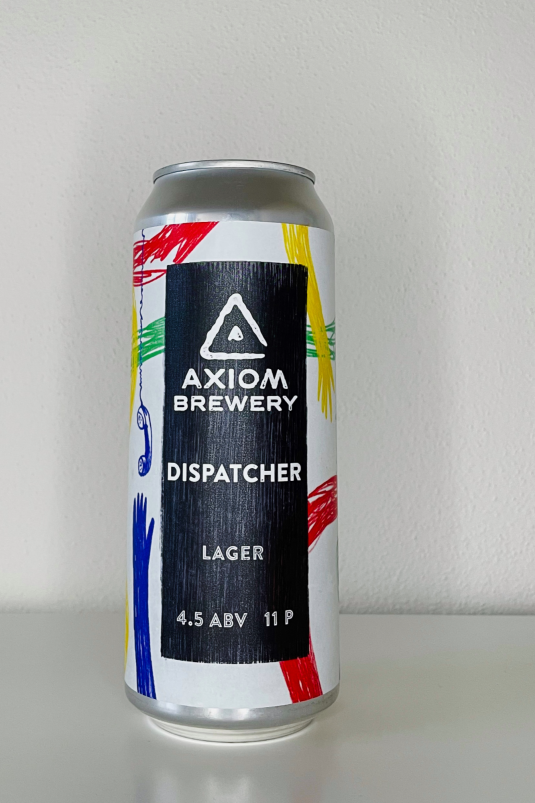 AXIOM
BREWERY
DISPATCHER
LAGER
4.5 ABV 11 P